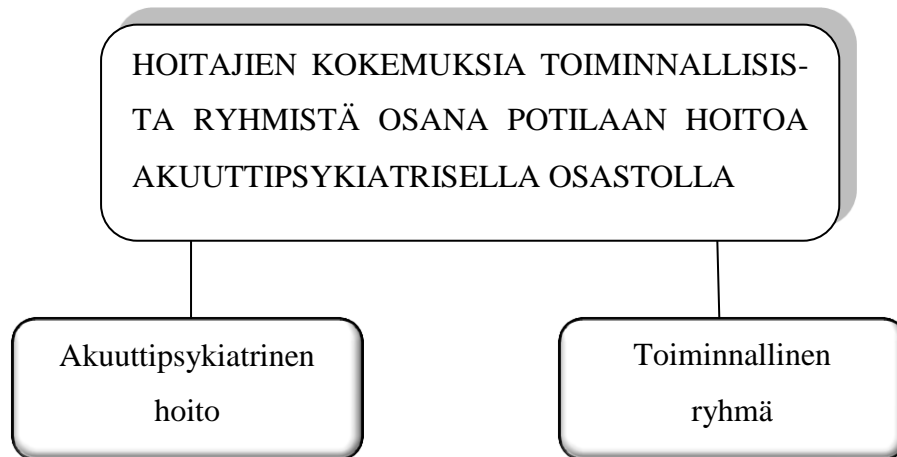 HOITAJIEN KOKEMUKSIA TOIMINNALLISIS-
TA RYHMISTÄ OSANA POTILAAN HOITOA
AKUUTTIPSYKIATRISELLA OSASTOLLA
Akuuttipsykiatrinen
hoito
Toiminnallinen
ryhmä